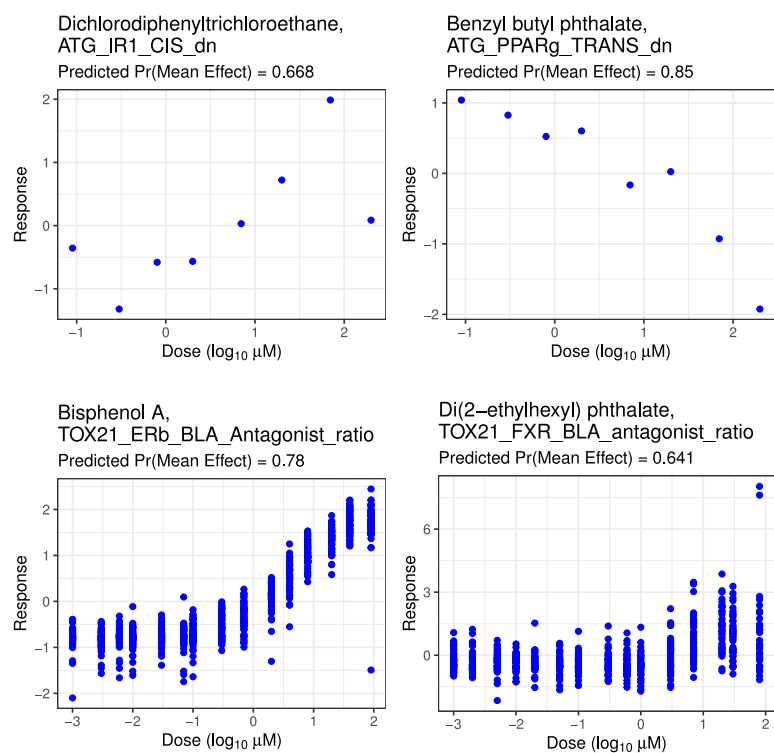 Dichlorodiphenyltrichloroethane,
ATG_IR1_CIS_dn
Predicted Pr(Mean Effect) = 0.668
2
1
0
−1
Response
−1
0
1
2
Dose (log10 μM)
Benzyl butyl phthalate,
ATG_PPARg_TRANS_dn
Predicted Pr(Mean Effect) = 0.85
1
0
−1
−2
Response
−1
0
1
2
Dose (log10 μM)
Bisphenol A,
TOX21_ERb_BLA_Antagonist_ratio
Predicted Pr(Mean Effect) = 0.78
2
1
0
−1
−2
Response
−3
−2
−1
0
1
2
Dose (log10 μM)
Di(2−ethylhexyl) phthalate,
TOX21_FXR_BLA_antagonist_ratio
Predicted Pr(Mean Effect) = 0.641
6
3
0
Response
−3
−2
−1
0
1
2
Dose (log10 μM)